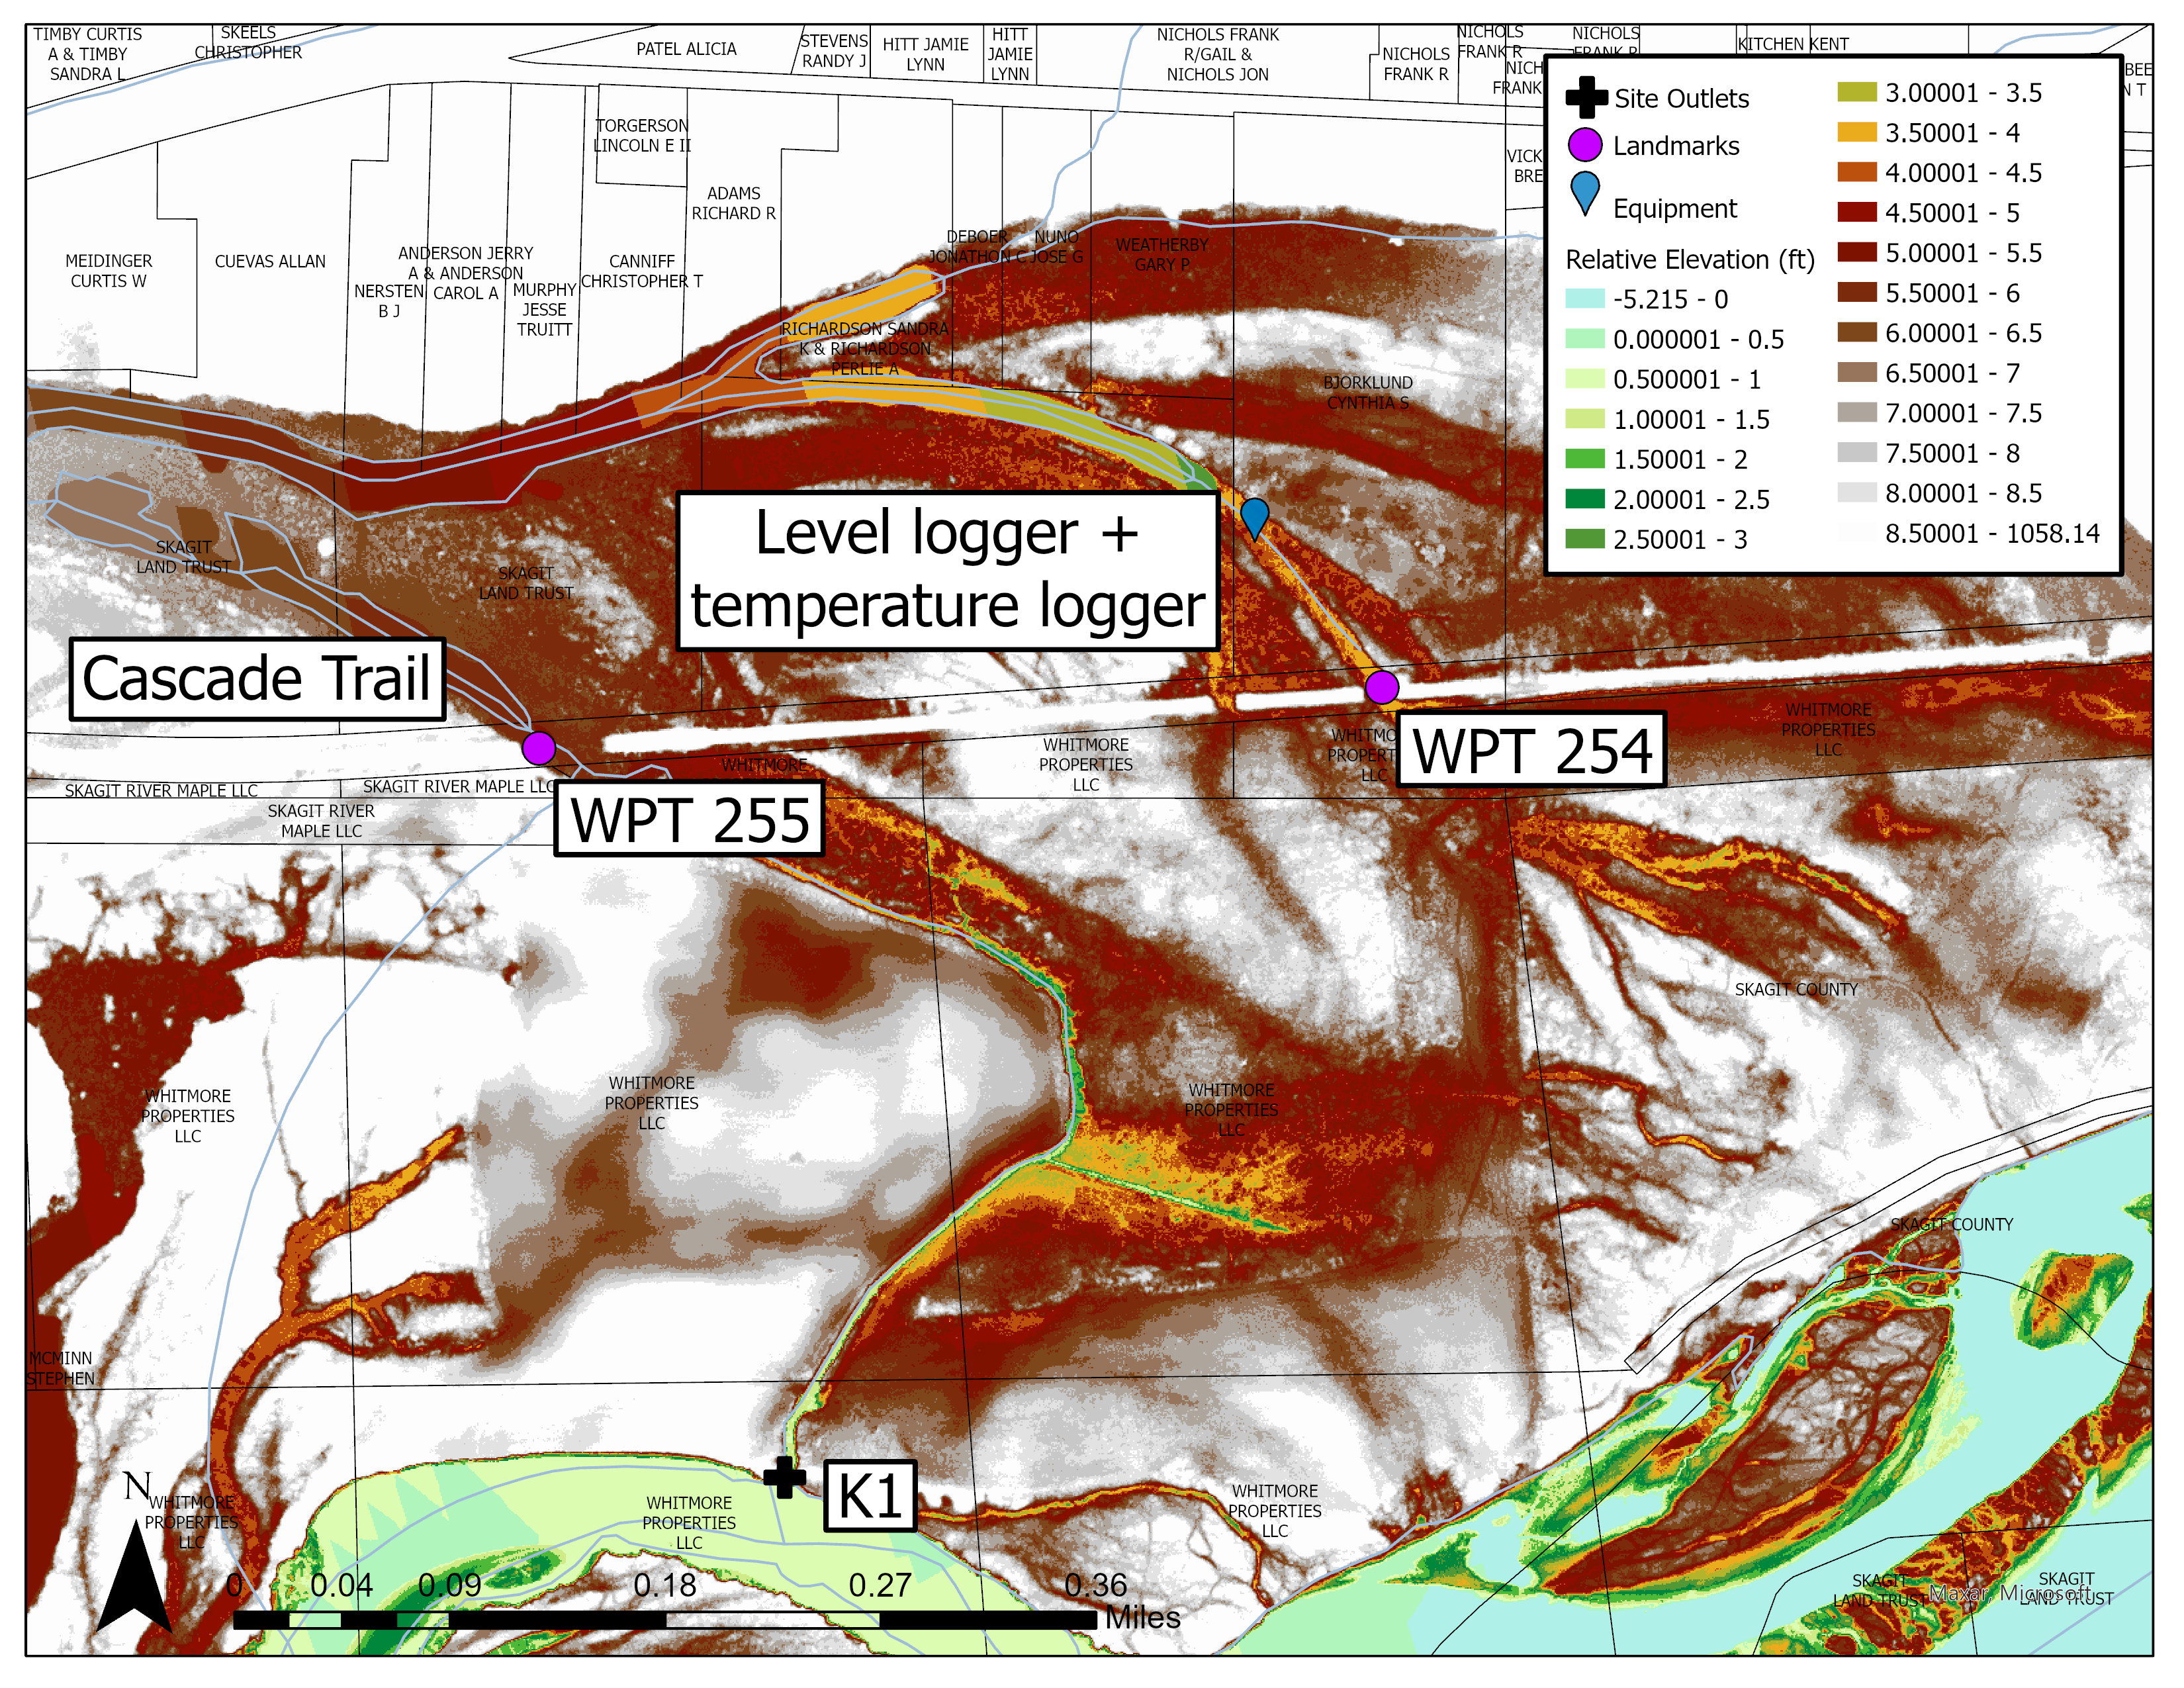 TIMBY CURTIS
A & TIMBY
SANDRA L
SKEELS
CHRISTOPHER
PATEL ALICIA
STEVENS
RANDY J
HITT JAMIE
LYNN
HITT
JAMIE
LYNN
NICHOLS FRANK
R/GAIL &
NICHOLS JON
NICHOLS
FRANK R
NICHOLS
FRANK R
NICHOLS
FRANK R
KITCHEN KENT
NICH
FRANK
BEE
N T
VICK
BRE
TORGERSON
LINCOLN E II
ADAMS
RICHARD R
MEIDINGER
CURTIS W
CUEVAS ALLAN
NERSTEN
B J
ANDERSON JERRY
A & ANDERSON
CAROL A
MURPHY
JESSE
TRUITT
CANNIFF
CHRISTOPHER T
DEBOER
JONATHON C
NUNO
JOSE G
WEATHERBY
GARY P
RICHARDSON SANDRA
K & RICHARDSON
PERLIE A
BJORKLUND
CYNTHIA S
Site Outlets
Landmarks
Equipment
Relative Elevation (ft)
-5.215 - 0
0.000001 - 0.5
0.500001 - 1
1.00001 - 1.5
1.50001 - 2
2.00001 - 2.5
2.50001 - 3
3.00001 - 3.5
3.50001 - 4
4.00001 - 4.5
4.50001 - 5
5.00001 - 5.5
5.50001 - 6
6.00001 - 6.5
6.50001 - 7
7.00001 - 7.5
7.50001 - 8
8.00001 - 8.5
8.50001 - 1058.14
Level logger +
temperature logger
SKAGIT
LAND TRUST
SKAGIT
LAND TRUST
Cascade Trail
WPT 254
WPT 255
WHITMORE
PROPERTIES
LLC
WHITMO
PROPERT
LLC
WHITMORE
PROPERTIES
LLC
WHITMORE
SKAGIT RIVER MAPLE LLC
SKAGIT RIVER MAPLE LLC
SKAGIT RIVER
MAPLE LLC
SKAGIT COUNTY
WHITMORE
PROPERTIES
LLC
WHITMORE
PROPERTIES
LLC
WHITMORE
PROPERTIES
LLC
SKAGIT COUNTY
MCMINN
STEPHEN
K1
WHITMORE
PROPERTIES
LLC
WHITMORE
PROPERTIES
LLC
WHITMORE
PROPERTIES
LLC
SKAGIT
LAND TRUST
SKAGIT
LAND TRUST
Maxar, Microsoft
N
0 0.04 0.09 0.18 0.27 0.36
Miles